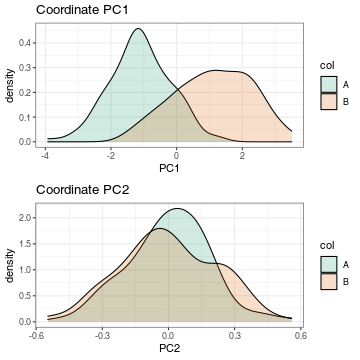 Coordinate PC1
density
0.4
0.3
0.2
0.1
0.0
-4 -2 0 2
PC1
col
A
B
Coordinate PC2
density
2.0
1.5
1.0
0.5
0.0
-0.6 -0.3 0.0 0.3 0.6
PC2
col
A
B